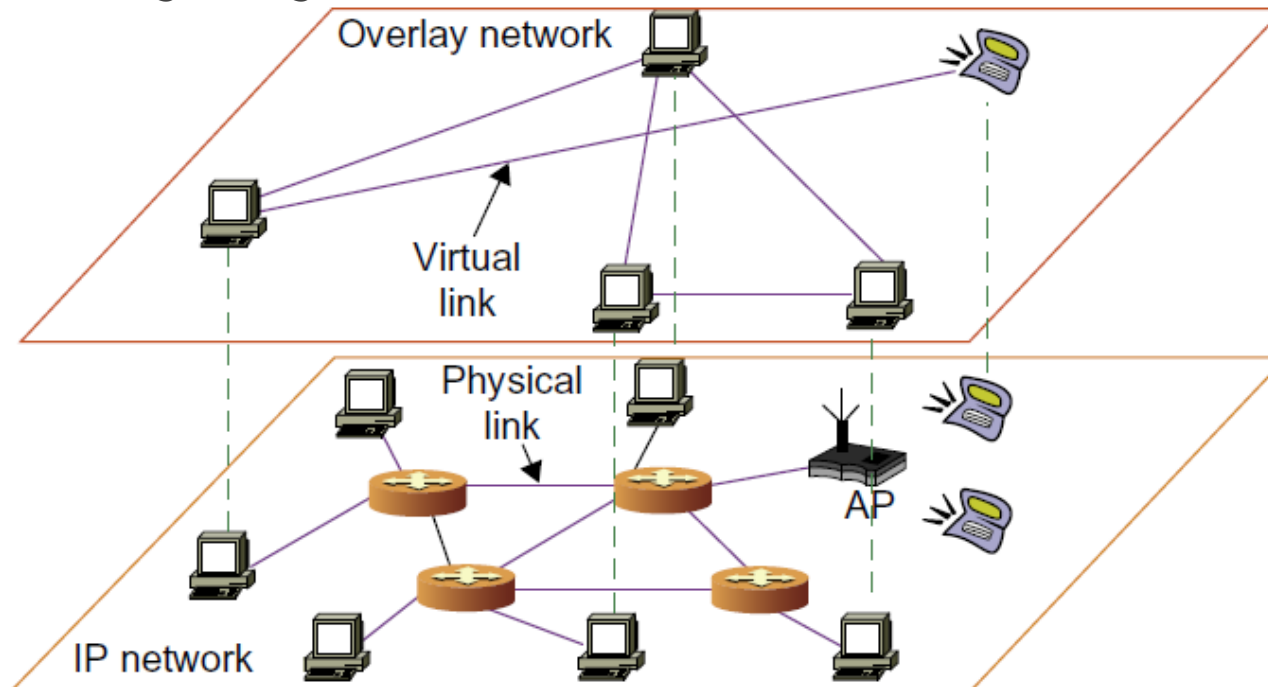 Overlay network
Virtual
link
Physical
link
AP
IP network